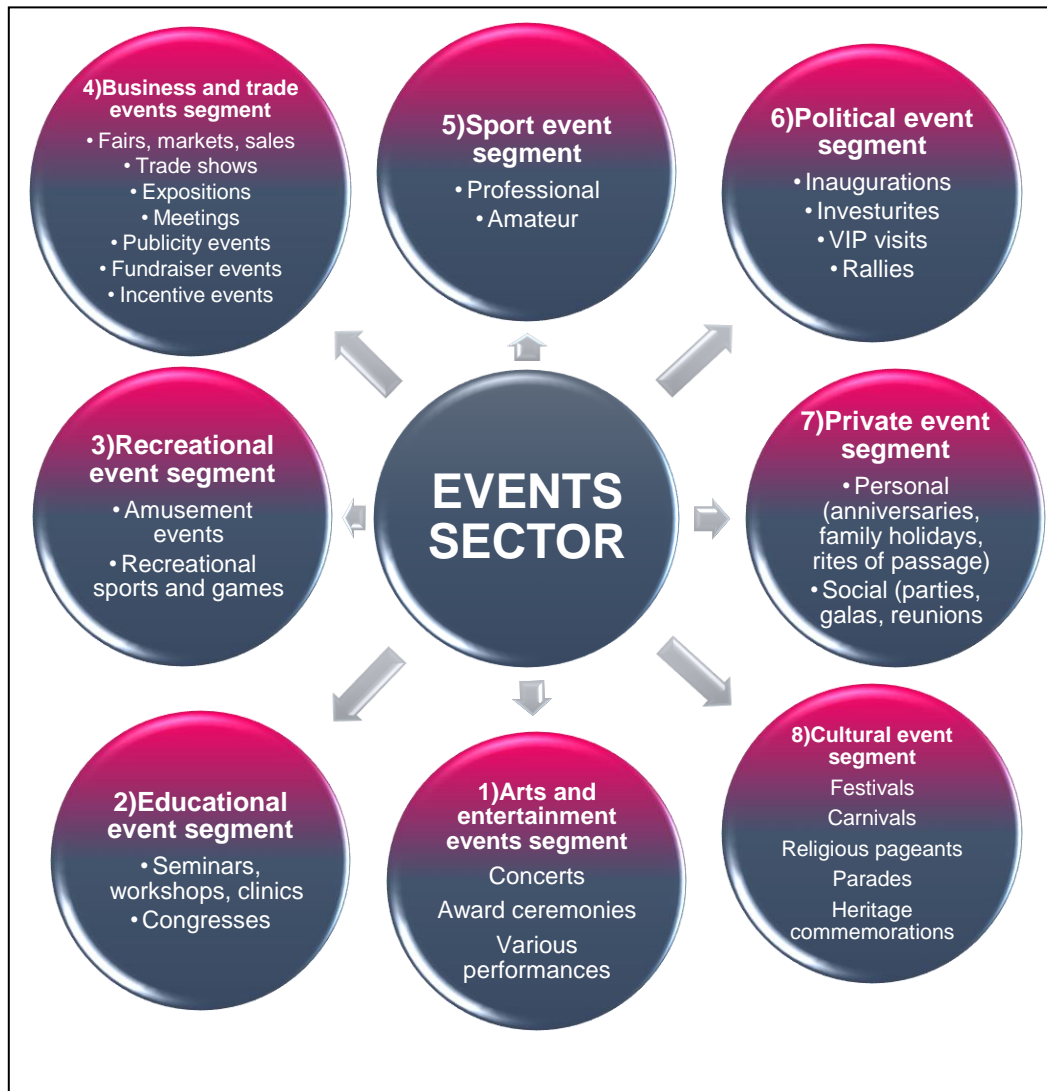 4)Business and trade
events segment
• Fairs, markets, sales
• Trade shows
• Expositions
• Meetings
• Publicity events
• Fundraiser events
• Incentive events
5)Sport event
segment
• Professional
• Amateur
6)Political event
segment
• Inaugurations
• Investurites
• VIP visits
• Rallies
3)Recreational
event segment
• Amusement
events
• Recreational
sports and games
EVENTS
SECTOR
7)Private event
segment
• Personal
(anniversaries,
family holidays,
rites of passage)
• Social (parties,
galas, reunions
2)Educational
event segment
• Seminars,
workshops, clinics
• Congresses
1)Arts and
entertainment
events segment
Concerts
Award ceremonies
Various
performances
8)Cultural event
segment
Festivals
Carnivals
Religious pageants
Parades
Heritage
commemorations